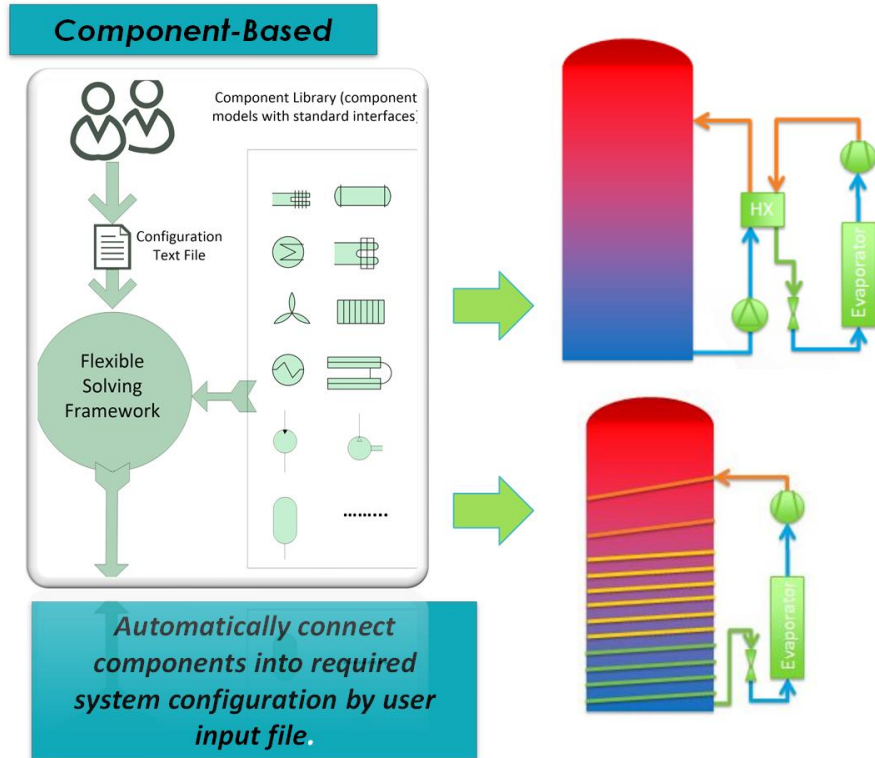 Component-Based
Component Library (component
models with standard interfaces)
Configuration
Text File
Flexible
Solving
Framework
.........
HX
Evaporator
Evaporator
Automatically connect
components into required
system configuration by user
input file.